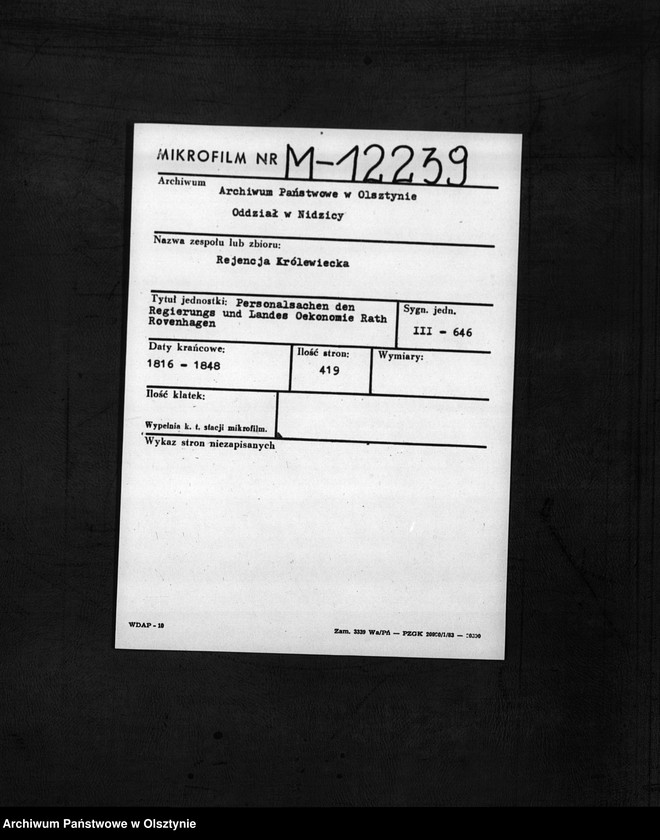 MIKROFILM NR M-12239
Archiwum
Archiwum Państwowe w Olsztynie
Oddział w Nidzicy
Nazwa zespołu lub zbioru:
Rejencja Królewiecka
Tytuł jednostki: Personalsachen den
Regierungs und Landes Oekonomie Rath
Rovenhagen
Sygn. jedn.
III - 646
Daty krańcowe:
1816 - 1848
Ilość stron:
419
Wymiary:
Ilość klatek:
Wypełnia k. t. stacji mikrofilm.
Wykaz stron niezapisanych
WDAP - 10
Zam. 3339 Wa/Pń — PZGK
Archiwum Państwowe w Olsztynie